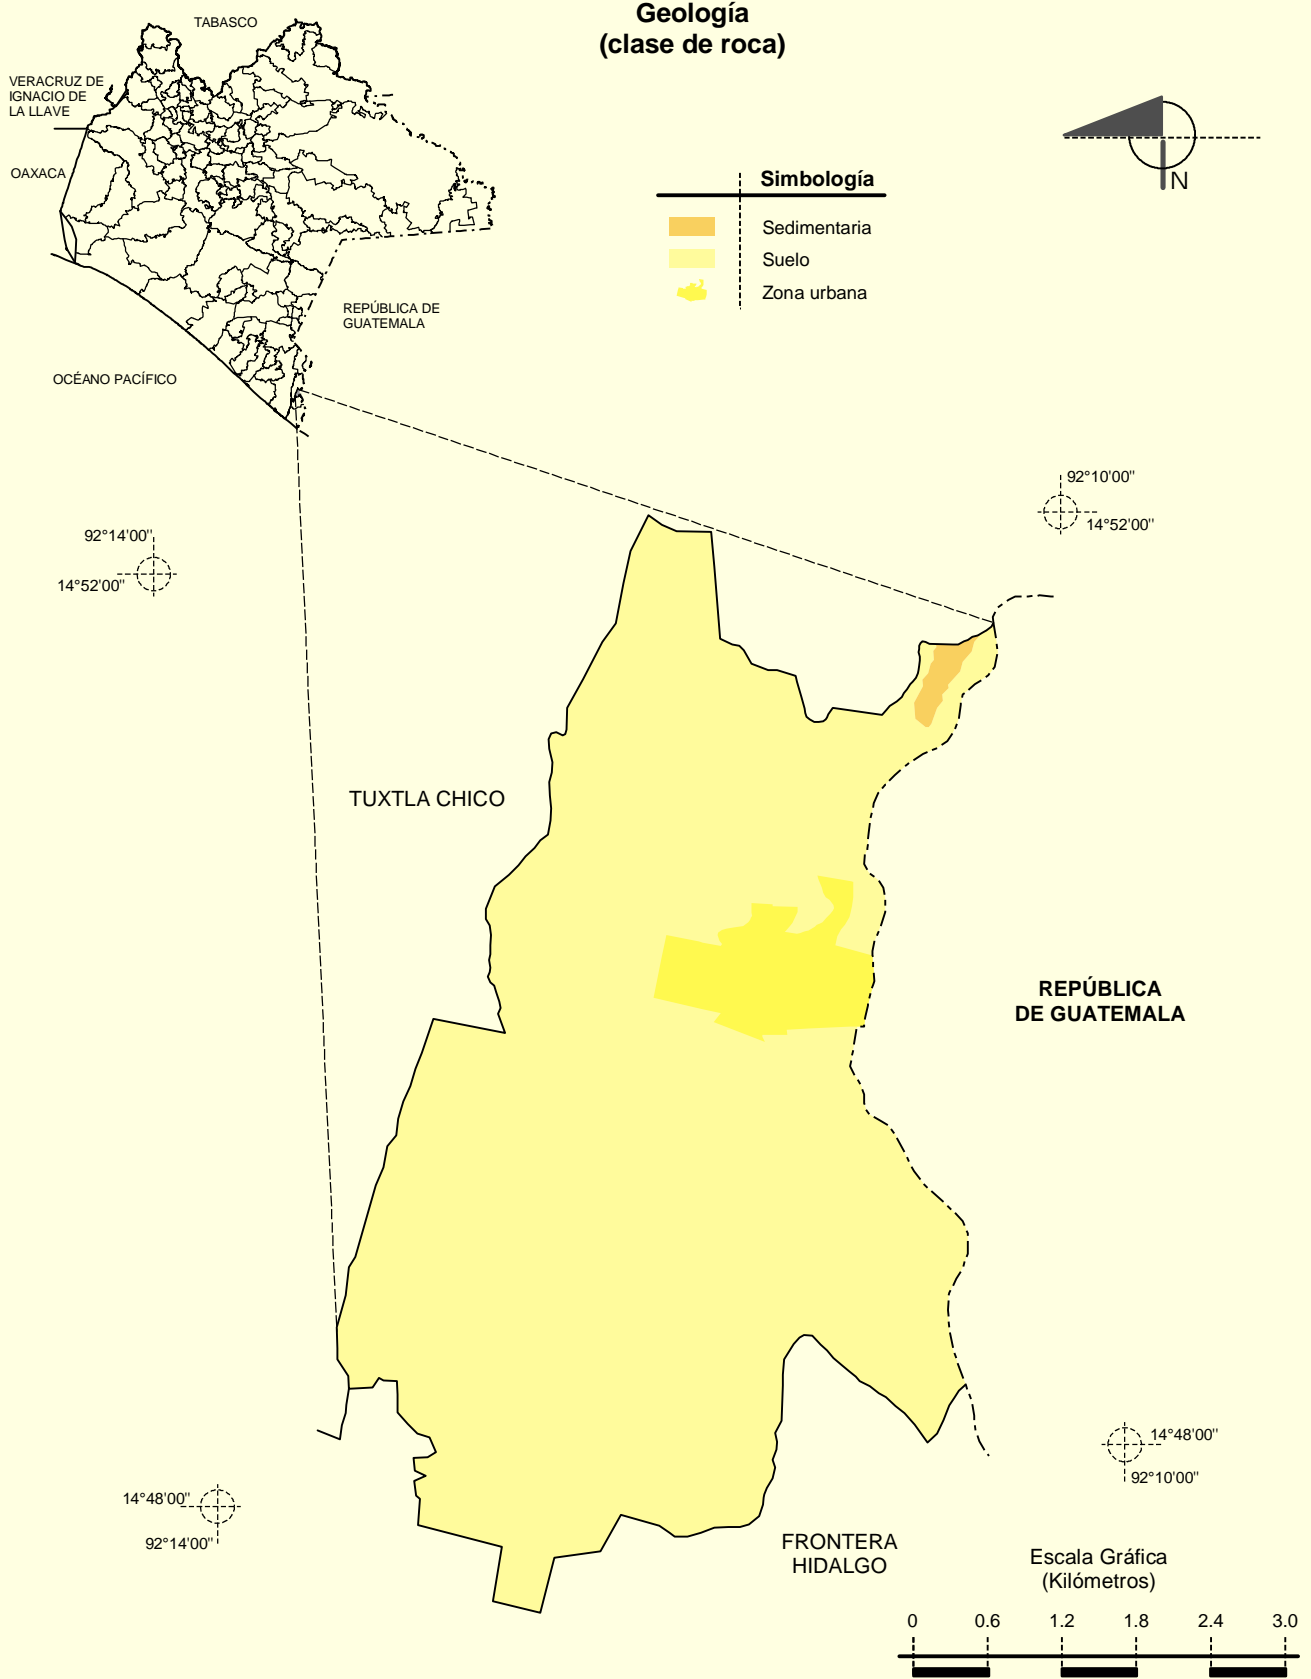 Geología
(clase de roca)
TABASCO
VERACRUZ DE
IGNACIO DE
LA LLAVE
OAXACA
REPÚBLICA DE
GUATEMALA
OCÉANO PACÍFICO
Simbología
Sedimentaria
Suelo
Zona urbana
N
92°14'00"
14°52'00"
92°10'00"
14°52'00"
TUXTLA CHICO
REPÚBLICA
DE GUATEMALA
14°48'00"
92°10'00"
14°48'00"
92°14'00"
FRONTERA
HIDALGO
Escala Gráfica
(Kilómetros)
0 0.6 1.2 1.8 2.4 3.0